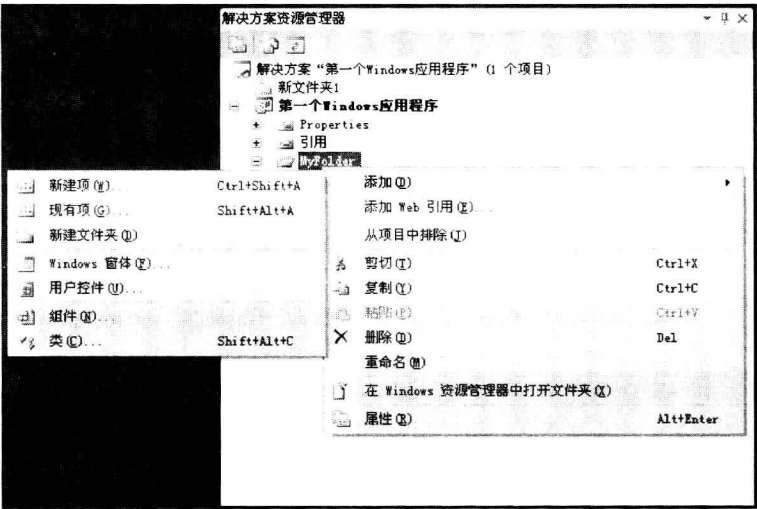 解决方案资源管理器
解决方案“第一个Windows应用程序”(1 个项目)
新文件夹1
第一个Windows应用程序
Properties
引用
MyFolder
新建项(W)... Ctrl+Shift+A
现有项(G)... Shift+Alt+A
新建文件夹(D)
Windows 窗体(F)...
用户控件(U)...
组件(N)...
类(C)... Shift+Alt+C
添加(D)
添加 Web 引用(E)...
从项目中排除(J)
剪切(T) Ctrl+X
复制(Y) Ctrl+C
粘贴(P) Ctrl+V
删除(D) Del
重命名(M)
在 Windows 资源管理器中打开文件夹(X)
属性(R) Alt+Enter